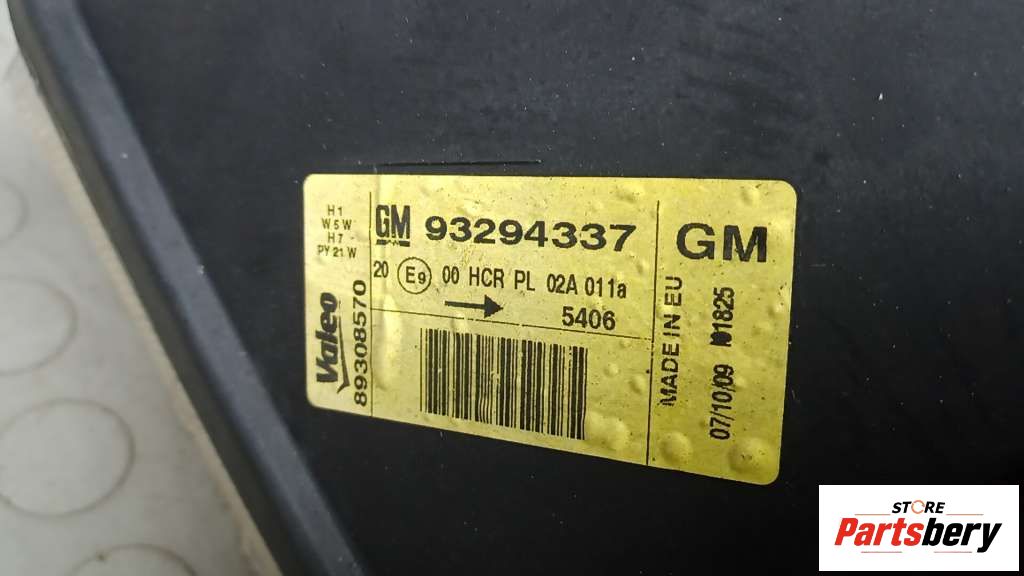 H1
W5W
H7
PY21W
Valeo
89308570
GM 93294337
20 E9 00 HCR PL 02A 011a
5406
GM
MADE IN EU
07/10/09 101825
STORE
Partsbery